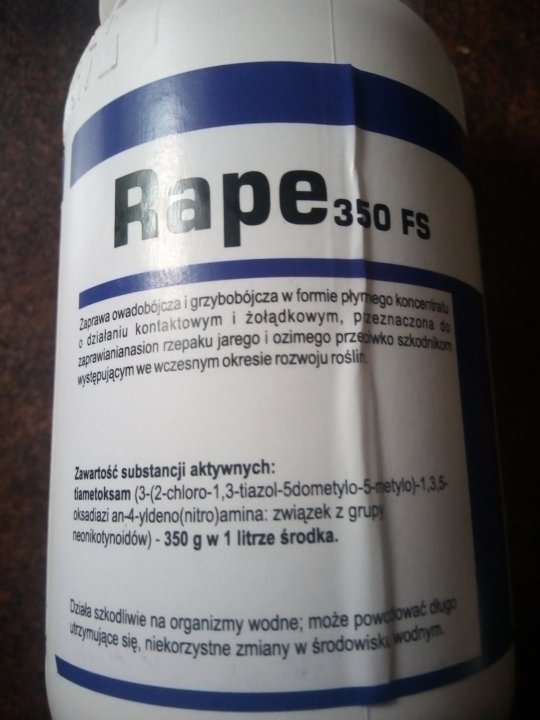 Rape 350 FS
Zaprawa owadobójcza i grzybobójcza w formie płynnego koncentratu
o działaniu kontaktowym i żołądkowym, przeznaczona do
zaprawianianasion rzepaku jarego i ozimego przeciwko szkodnikom
występującym we wczesnym okresie rozwoju roślin.
Zawartość substancji aktywnych:
tiametoksam (3-(2-chloro-1,3-tiazol-5dometylo-5-metylo)-1,3,5-
oksadiazi an-4-yldeno(nitro)amina: związek z grupy
neonikotynoidów) - 350 g w 1 litrze środka.
Działa szkodliwie na organizmy wodne; może powodować długo
utrzymujące się, niekorzystne zmiany w środowisku wodnym.